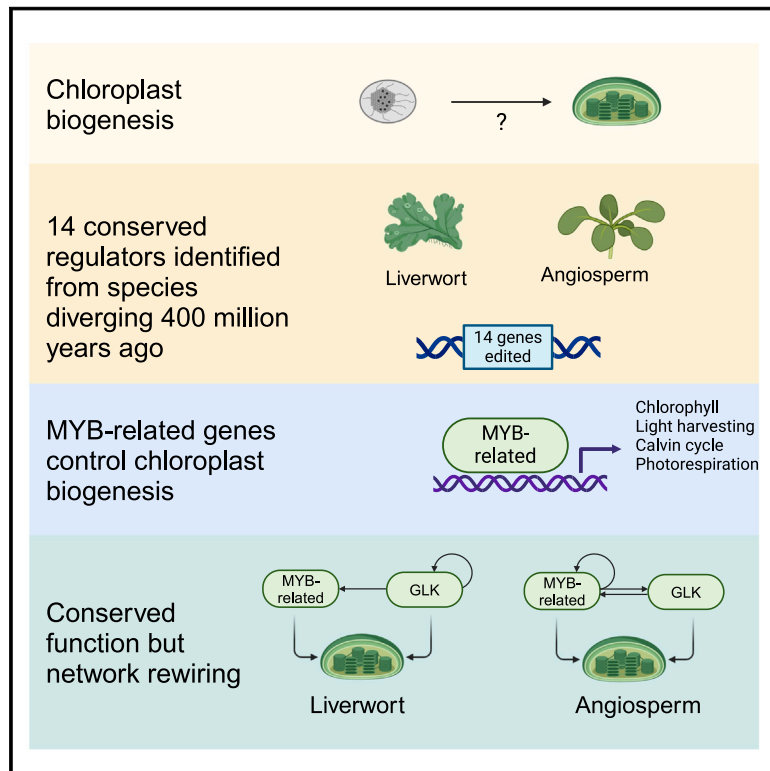 Chloroplast
biogenesis
?
14 conserved
regulators identified
from species
diverging 400 million
years ago
Liverwort
Angiosperm
14 genes
edited
MYB-related genes
control chloroplast
biogenesis
MYB-
related
Chlorophyll
Light harvesting
Calvin cycle
Photorespiration
Conserved
function but
network rewiring
MYB-
related
GLK
Liverwort
MYB-
related
GLK
Angiosperm